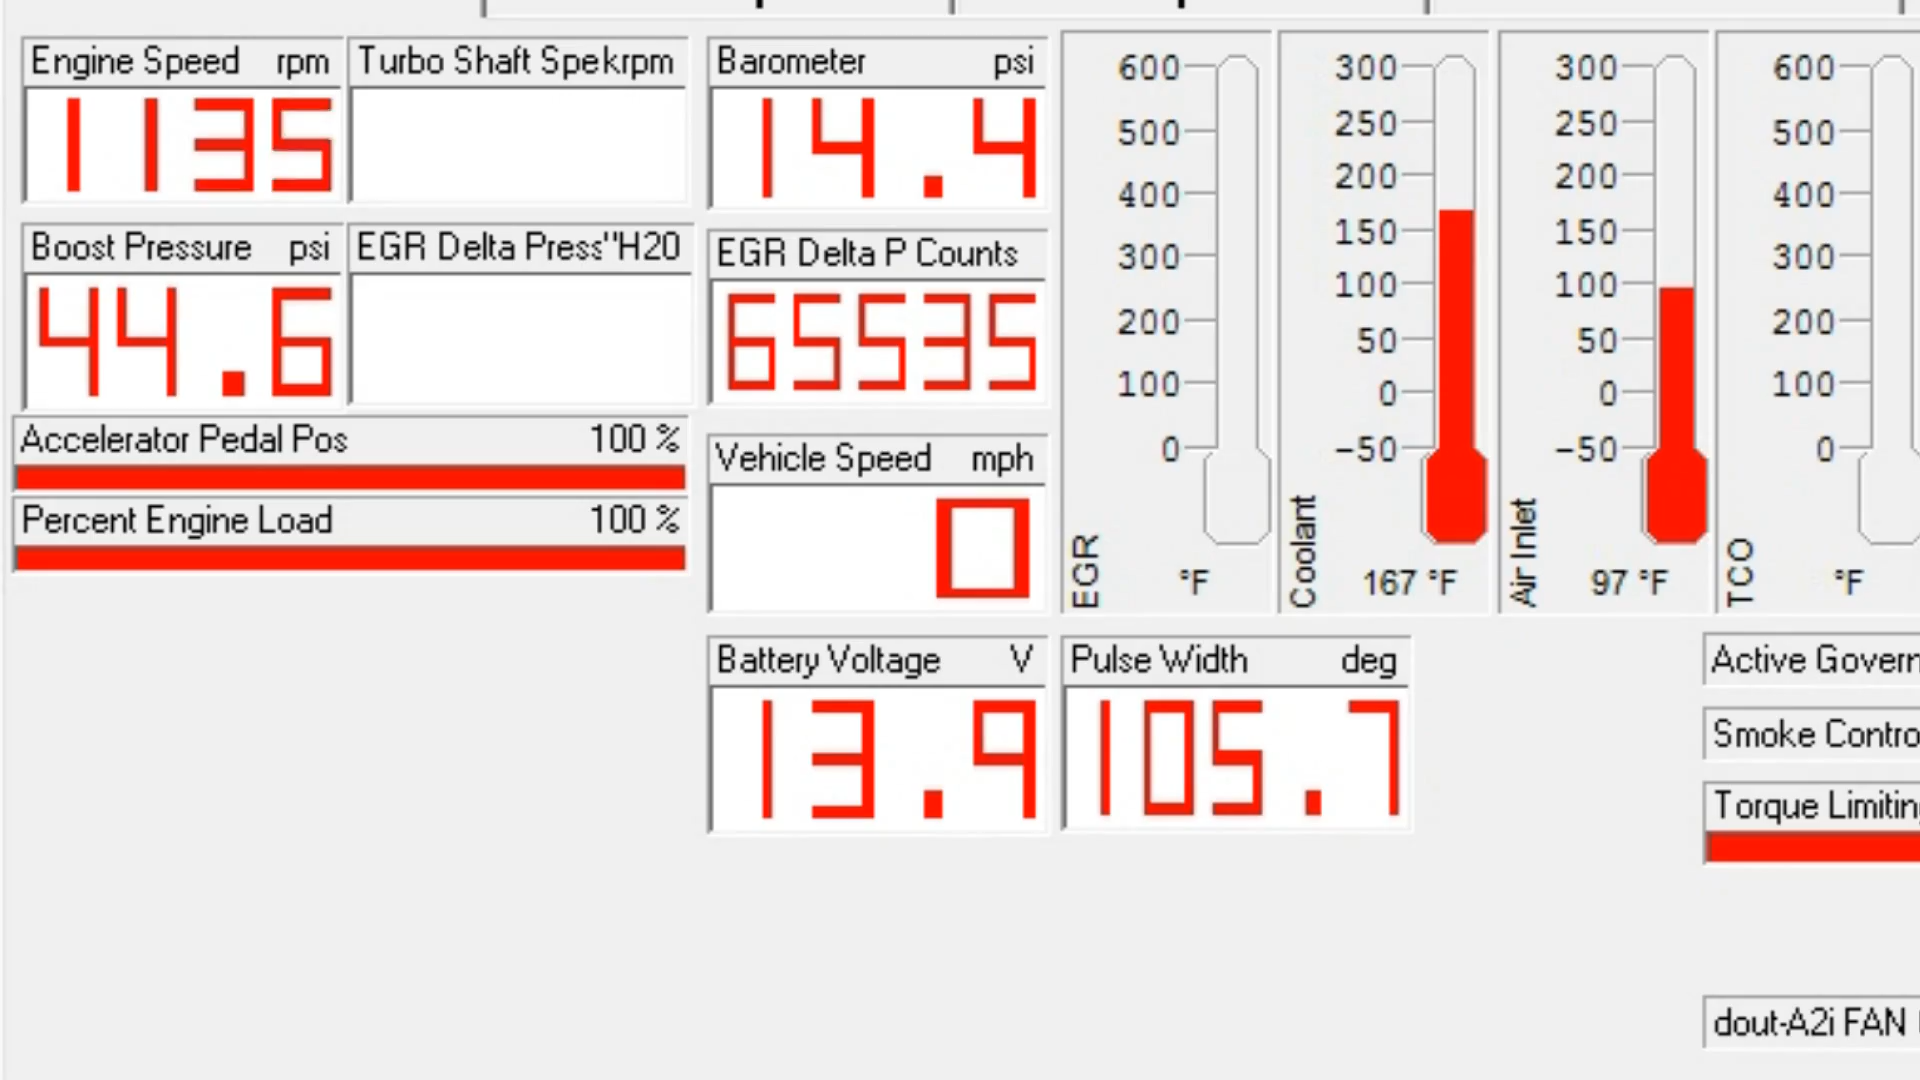 Engine Speed rpm
1135
Turbo Shaft Spekrpm
Barometer psi
14.4
Boost Pressure psi
44.6
EGR Delta Press"H20
EGR Delta P Counts
65535
Accelerator Pedal Pos 100 %
Percent Engine Load 100 %
Vehicle Speed mph
0
Battery Voltage V
13.9
Pulse Width deg
105.7
600
500
400
300
200
100
0
EGR
°F
300
250
200
150
100
50
0
-50
Coolant
167 °F
300
250
200
150
100
50
0
-50
Air Inlet
97 °F
600
500
400
300
200
100
0
TCO
°F
Active Govern
Smoke Contro
Torque Limiting
dout-A2i FAN